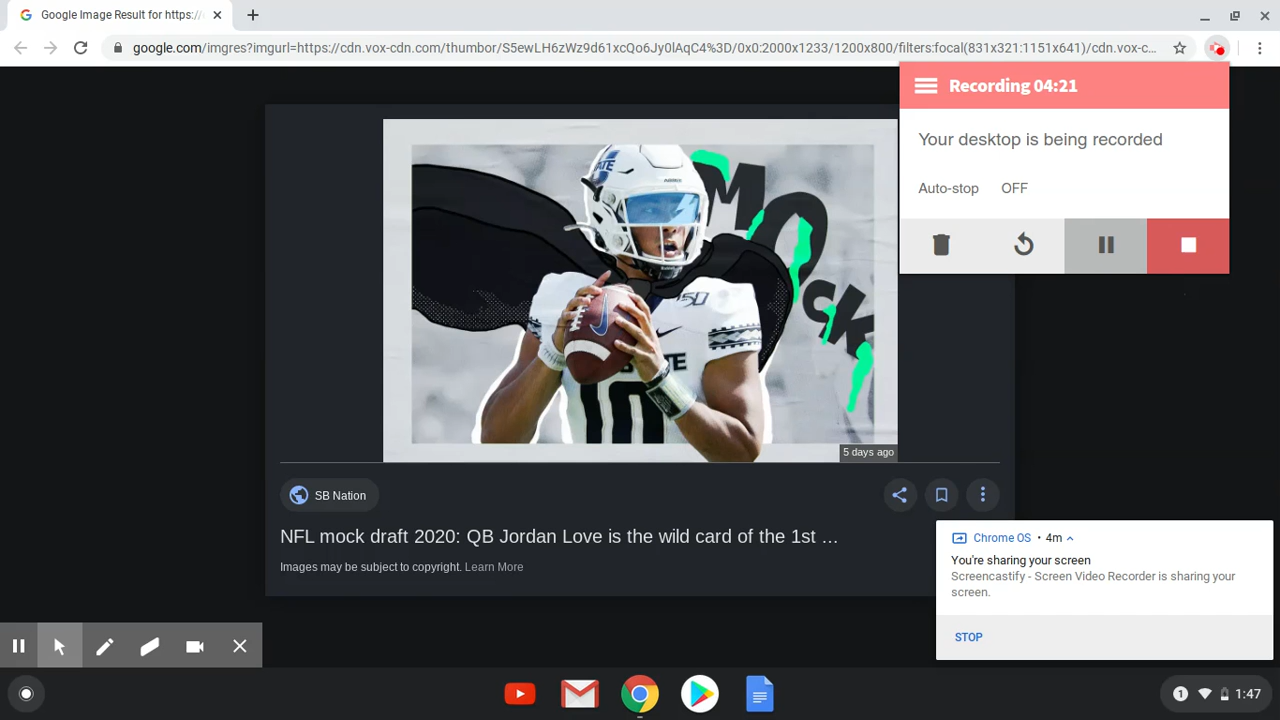 Google Image Result for https://
google.com/imgres?imgurl=https://cdn.vox-cdn.com/thumbor/S5ewLH6zWz9d61xcQo6Jy0lAqC4%3D/0x0:2000x1233/1200x800/filters:focal(831x321:1151x641)/cdn.vox-c...
Recording 04:21
Your desktop is being recorded
Auto-stop OFF
MOCK
150
10
5 days ago
SB Nation
NFL mock draft 2020: QB Jordan Love is the wild card of the 1st ...
Images may be subject to copyright. Learn More
Chrome OS • 4m
You're sharing your screen
Screencastify - Screen Video Recorder is sharing your
screen.
STOP
1 1:47